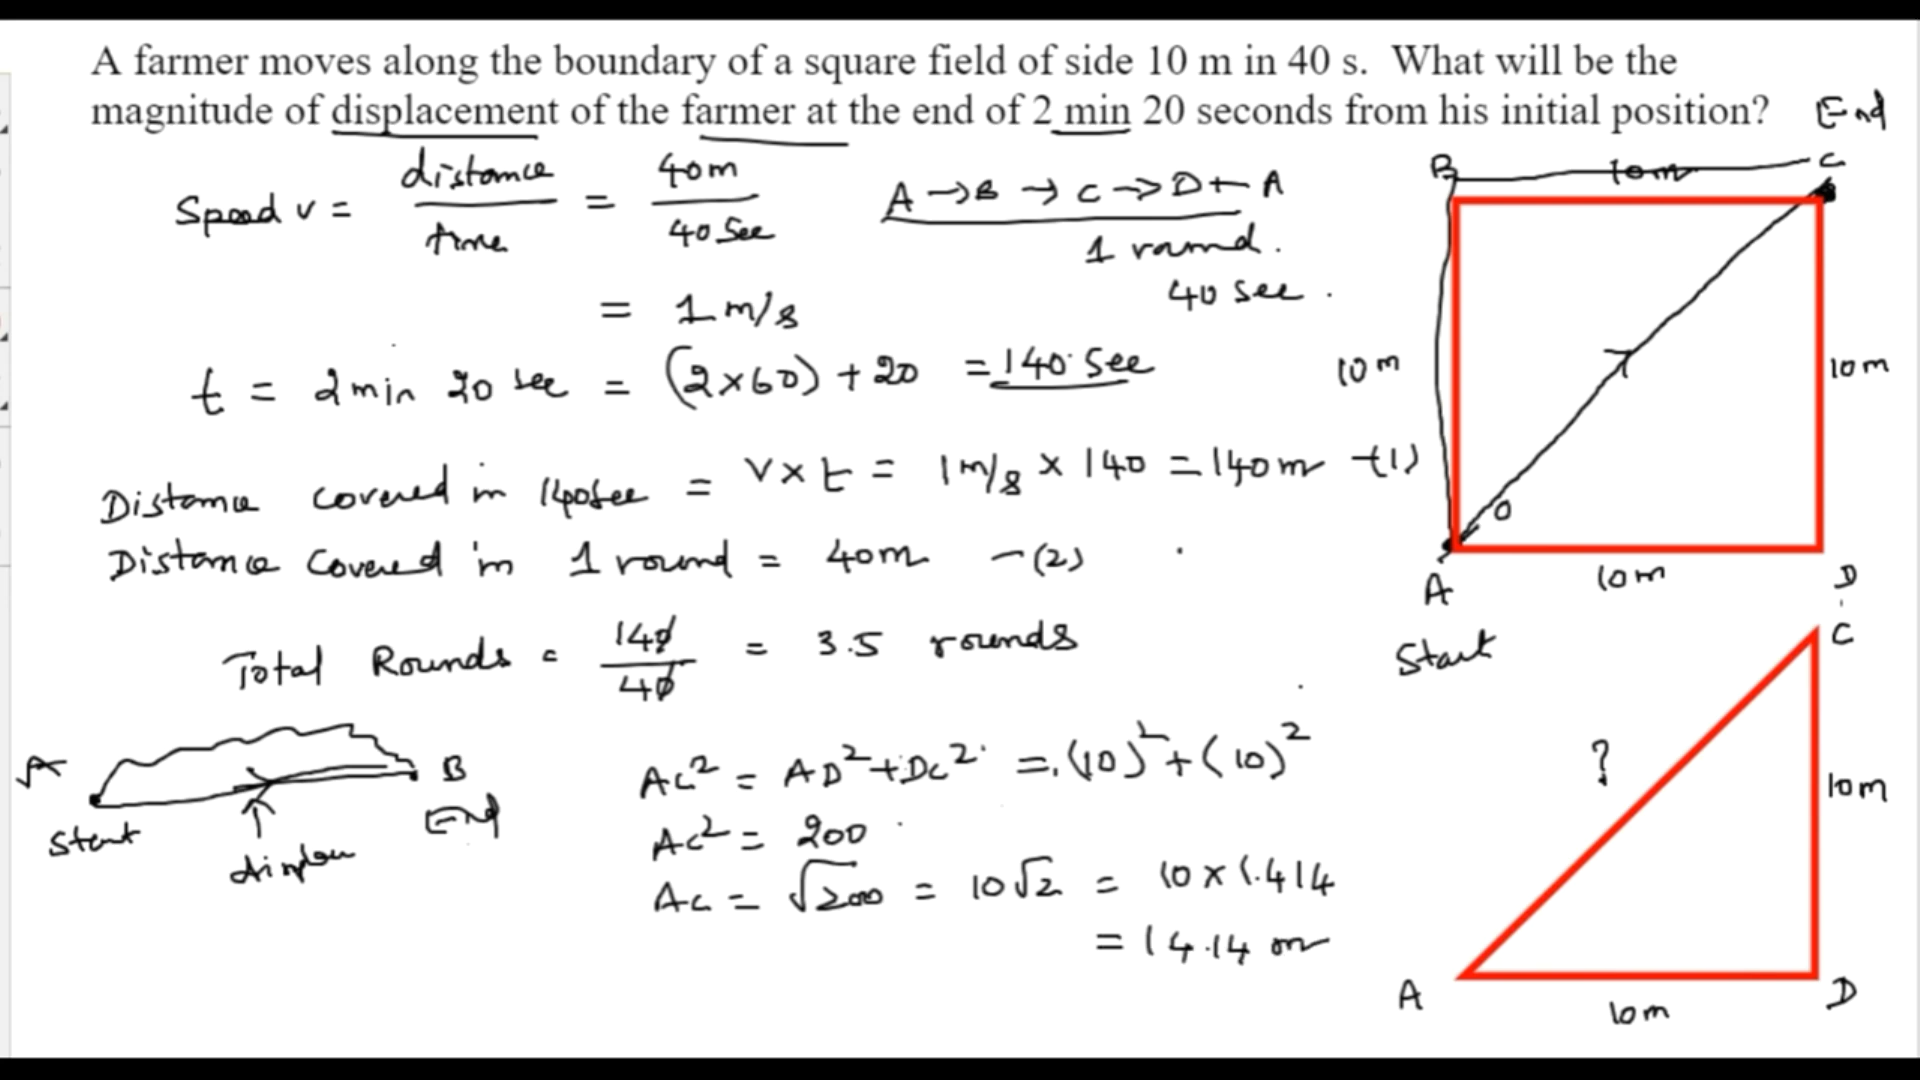 A farmer moves along the boundary of a square field of side 10 m in 40 s. What will be the
magnitude of displacement of the farmer at the end of 2 min 20 seconds from his initial position?
Speed v = distance / time = 40m / 40 Sec
= 1 m/s
A → B → C → D → A
1 round.
40 sec.
t = 2 min 20 sec = (2 x 60) + 20 = 140 Sec
Distance covered in 140 sec = v x t = 1 m/s x 140 = 140 m -(1)
Distance Covered in 1 round = 40m -(2)
Total Rounds = 140 / 40 = 3.5 rounds
A
Start
B
End
AC² = AD² + DC² = (10)² + (10)²
AC² = 200
AC = √200 = 10√2 = 10 x 1.414
= 14.14 m
End
B
10m
C
10m
10m
A
10m
D
Start
C
?
10m
A
10m
D